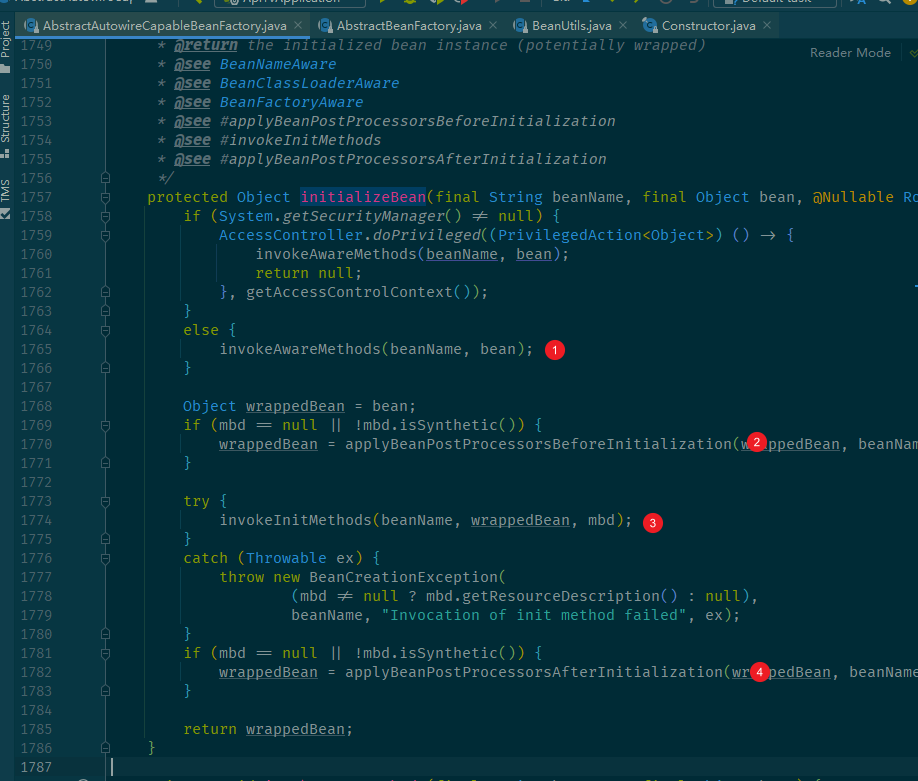 AbstractAutowireCapableBeanFactory.java × AbstractBeanFactory.java × BeanUtils.java × Constructor.java ×
Project
Structure
TMS
Reader Mode
1749 * @return the initialized bean instance (potentially wrapped)
1750 * @see BeanNameAware
1751 * @see BeanClassLoaderAware
1752 * @see BeanFactoryAware
1753 * @see #applyBeanPostProcessorsBeforeInitialization
1754 * @see #invokeInitMethods
1755 * @see #applyBeanPostProcessorsAfterInitialization
1756 */
1757 protected Object initializeBean(final String beanName, final Object bean, @Nullable Ro
1758 if (System.getSecurityManager() ≠ null) {
1759 AccessController.doPrivileged((PrivilegedAction<Object>) () → {
1760 invokeAwareMethods(beanName, bean);
1761 return null;
1762 }, getAccessControlContext());
1763 }
1764 else {
1765 invokeAwareMethods(beanName, bean); 1
1766 }
1767
1768 Object wrappedBean = bean;
1769 if (mbd == null || !mbd.isSynthetic()) {
1770 wrappedBean = applyBeanPostProcessorsBeforeInitialization(wrappedBean, beanNam 2
1771 }
1772
1773 try {
1774 invokeInitMethods(beanName, wrappedBean, mbd); 3
1775 }
1776 catch (Throwable ex) {
1777 throw new BeanCreationException(
1778 (mbd ≠ null ? mbd.getResourceDescription() : null),
1779 beanName, "Invocation of init method failed", ex);
1780 }
1781 if (mbd == null || !mbd.isSynthetic()) {
1782 wrappedBean = applyBeanPostProcessorsAfterInitialization(wrappedBean, beanName 4
1783 }
1784
1785 return wrappedBean;
1786 }
1787